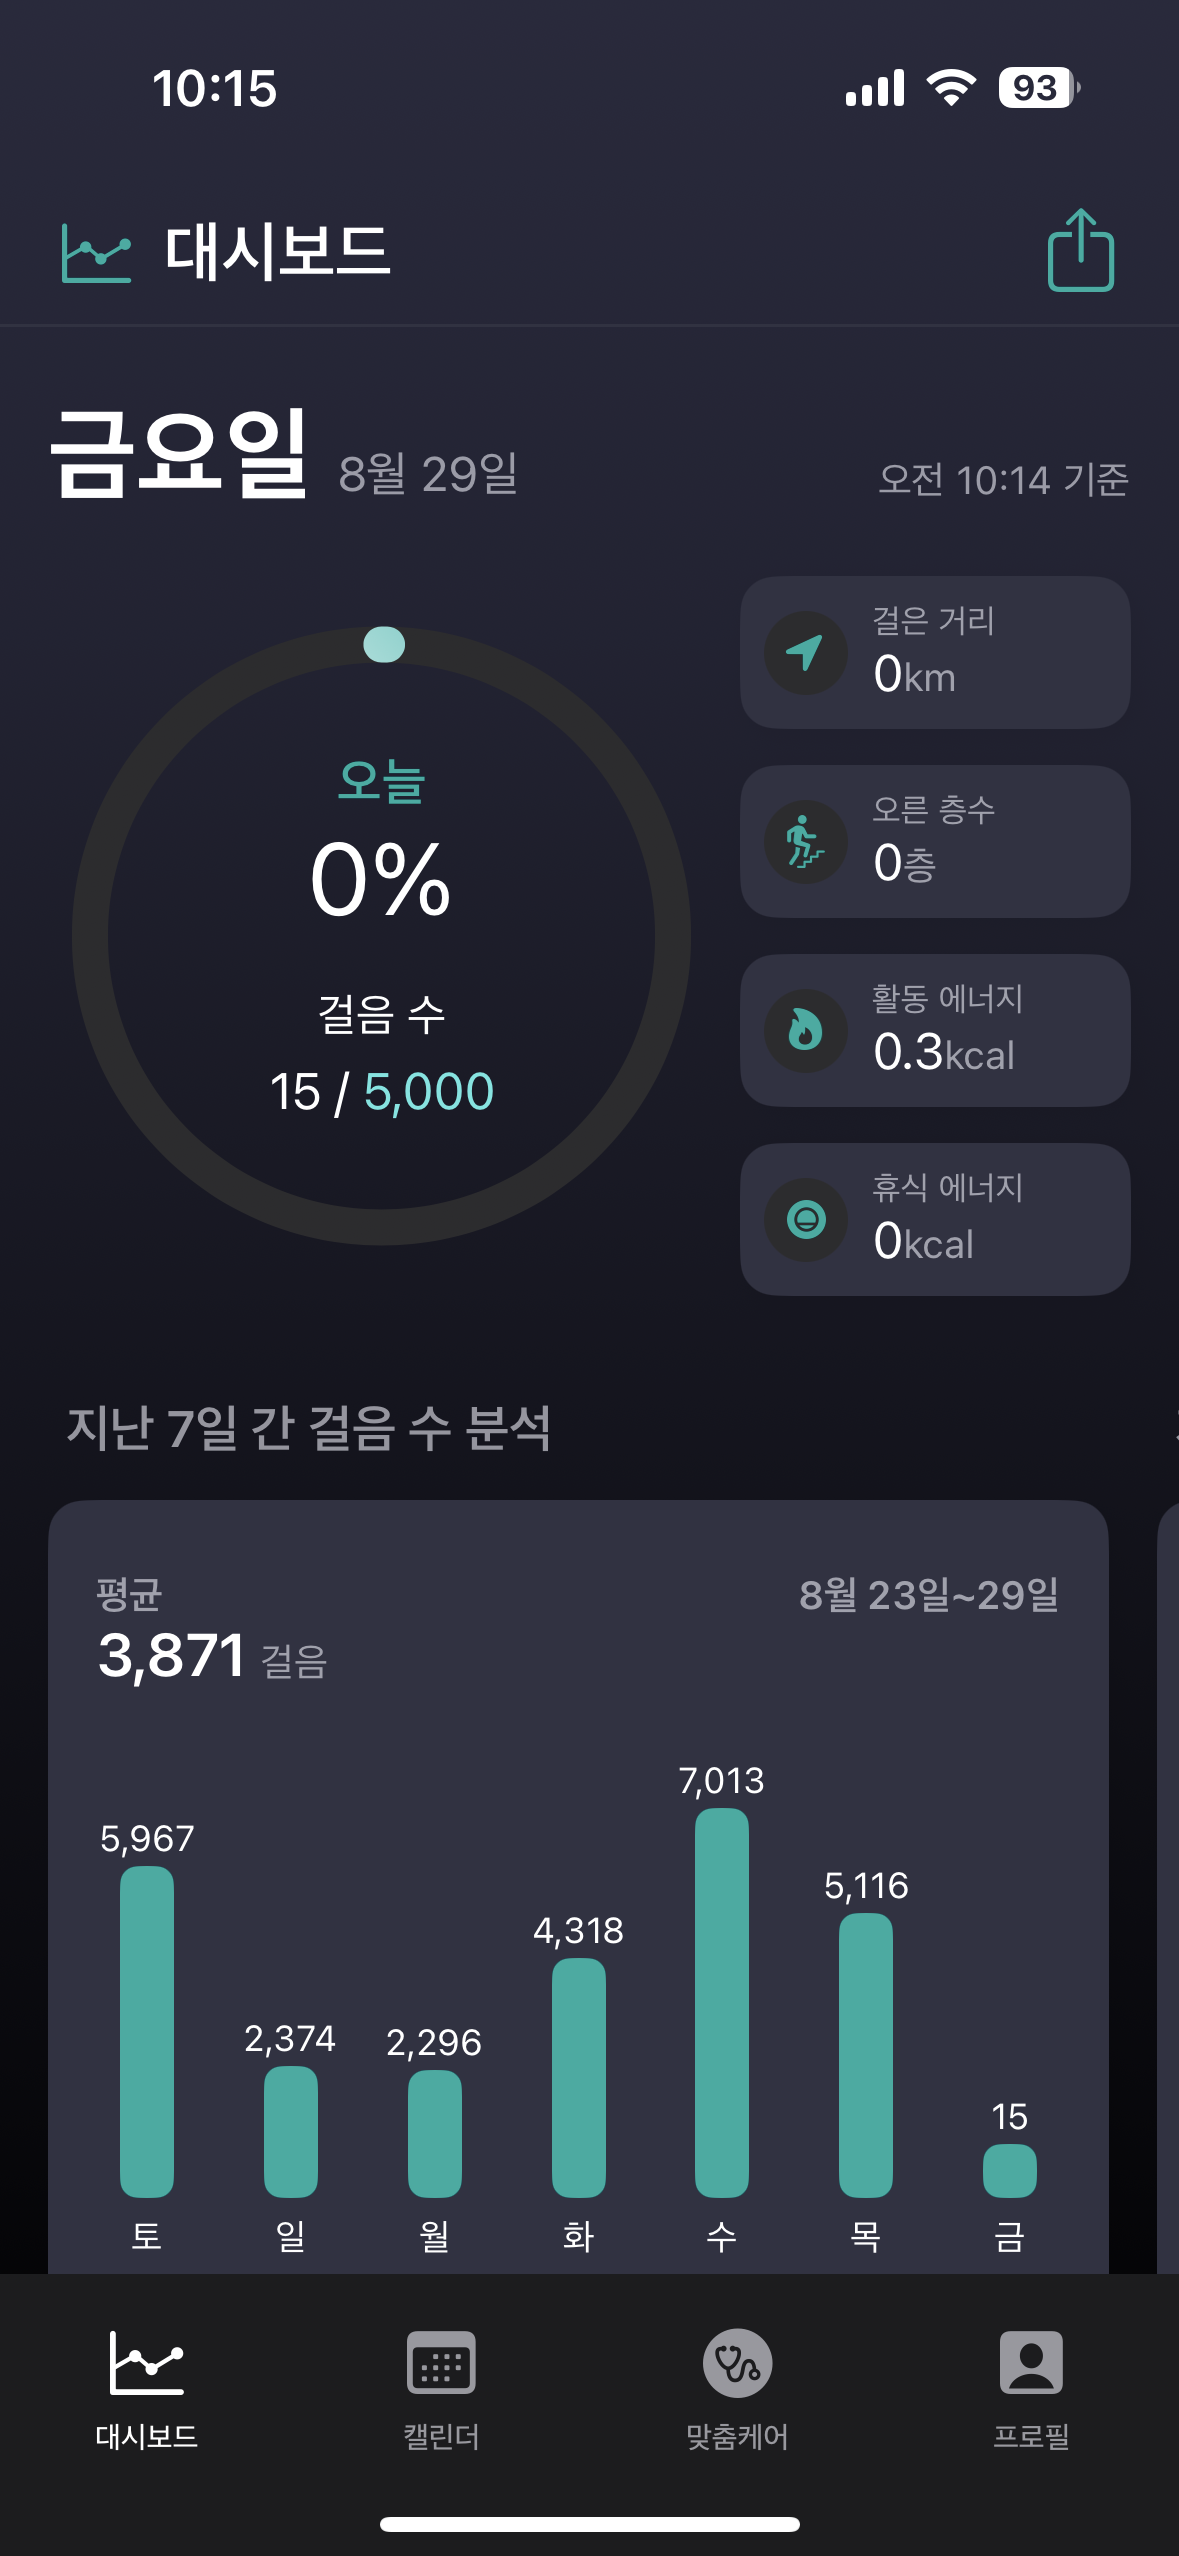 10:15
93
대시보드
금요일 8월 29일
오전 10:14 기준
오늘
0%
걸음 수
15 / 5,000
걸은 거리
0km
오른 층수
0층
활동 에너지
0.3kcal
휴식 에너지
0kcal
지난 7일 간 걸음 수 분석
평균
8월 23일~29일
3,871 걸음
5,967
2,374
2,296
4,318
7,013
5,116
15
토 일 월 화 수 목 금
대시보드 캘린더 맞춤케어 프로필